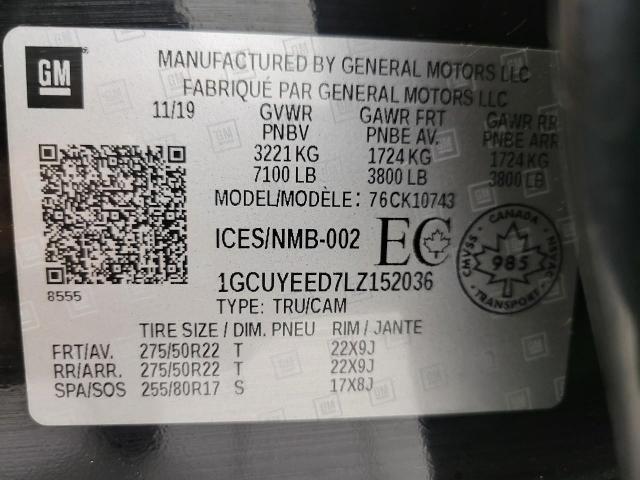 GM
MANUFACTURED BY GENERAL MOTORS LLC
FABRIQUÉ PAR GENERAL MOTORS LLC
11/19 GVWR GAWR FRT GAWR RR
PNBV PNBE AV. PNBE ARR
3221 KG 1724 KG 1724 KG
7100 LB 3800 LB 3800 LB
MODEL/MODÈLE: 76CK10743
ICES/NMB-002 EC
CANADA
CMVSS 985 NSVAC
TRANSPORT
8555
1GCUYEED7LZ152036
TYPE: TRU/CAM
TIRE SIZE / DIM. PNEU RIM / JANTE
FRT/AV. 275/50R22 T 22X9J
RR/ARR. 275/50R22 T 22X9J
SPA/SOS 255/80R17 S 17X8J